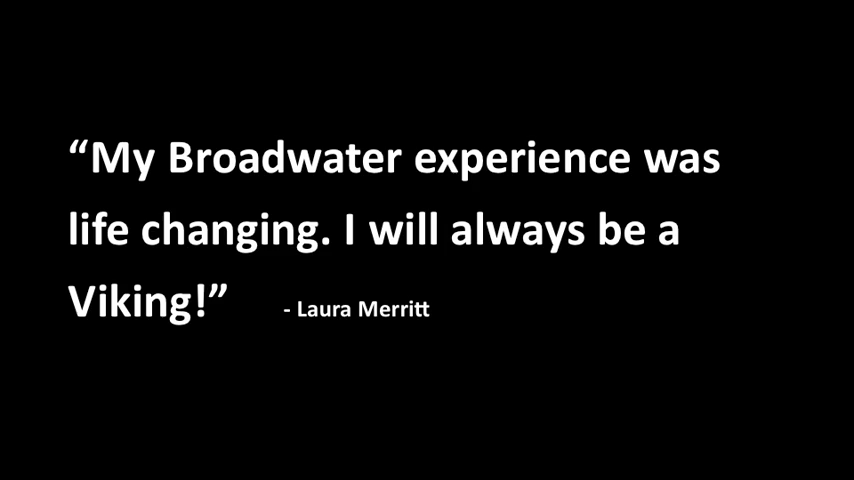 “My Broadwater experience was
life changing. I will always be a
Viking!” - Laura Merritt